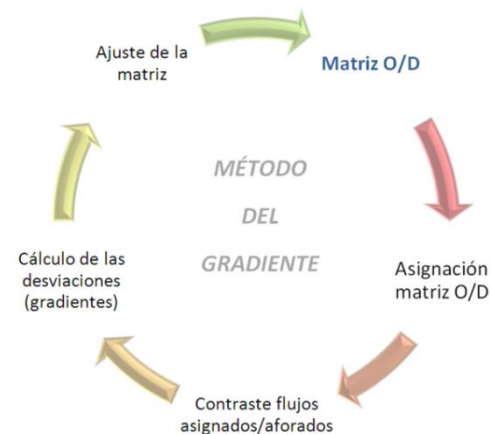 Ajuste de la
matriz
Matriz O/D
MÉTODO
DEL
GRADIENTE
Cálculo de las
desviaciones
(gradientes)
Asignación
matriz O/D
Contraste flujos
asignados/aforados